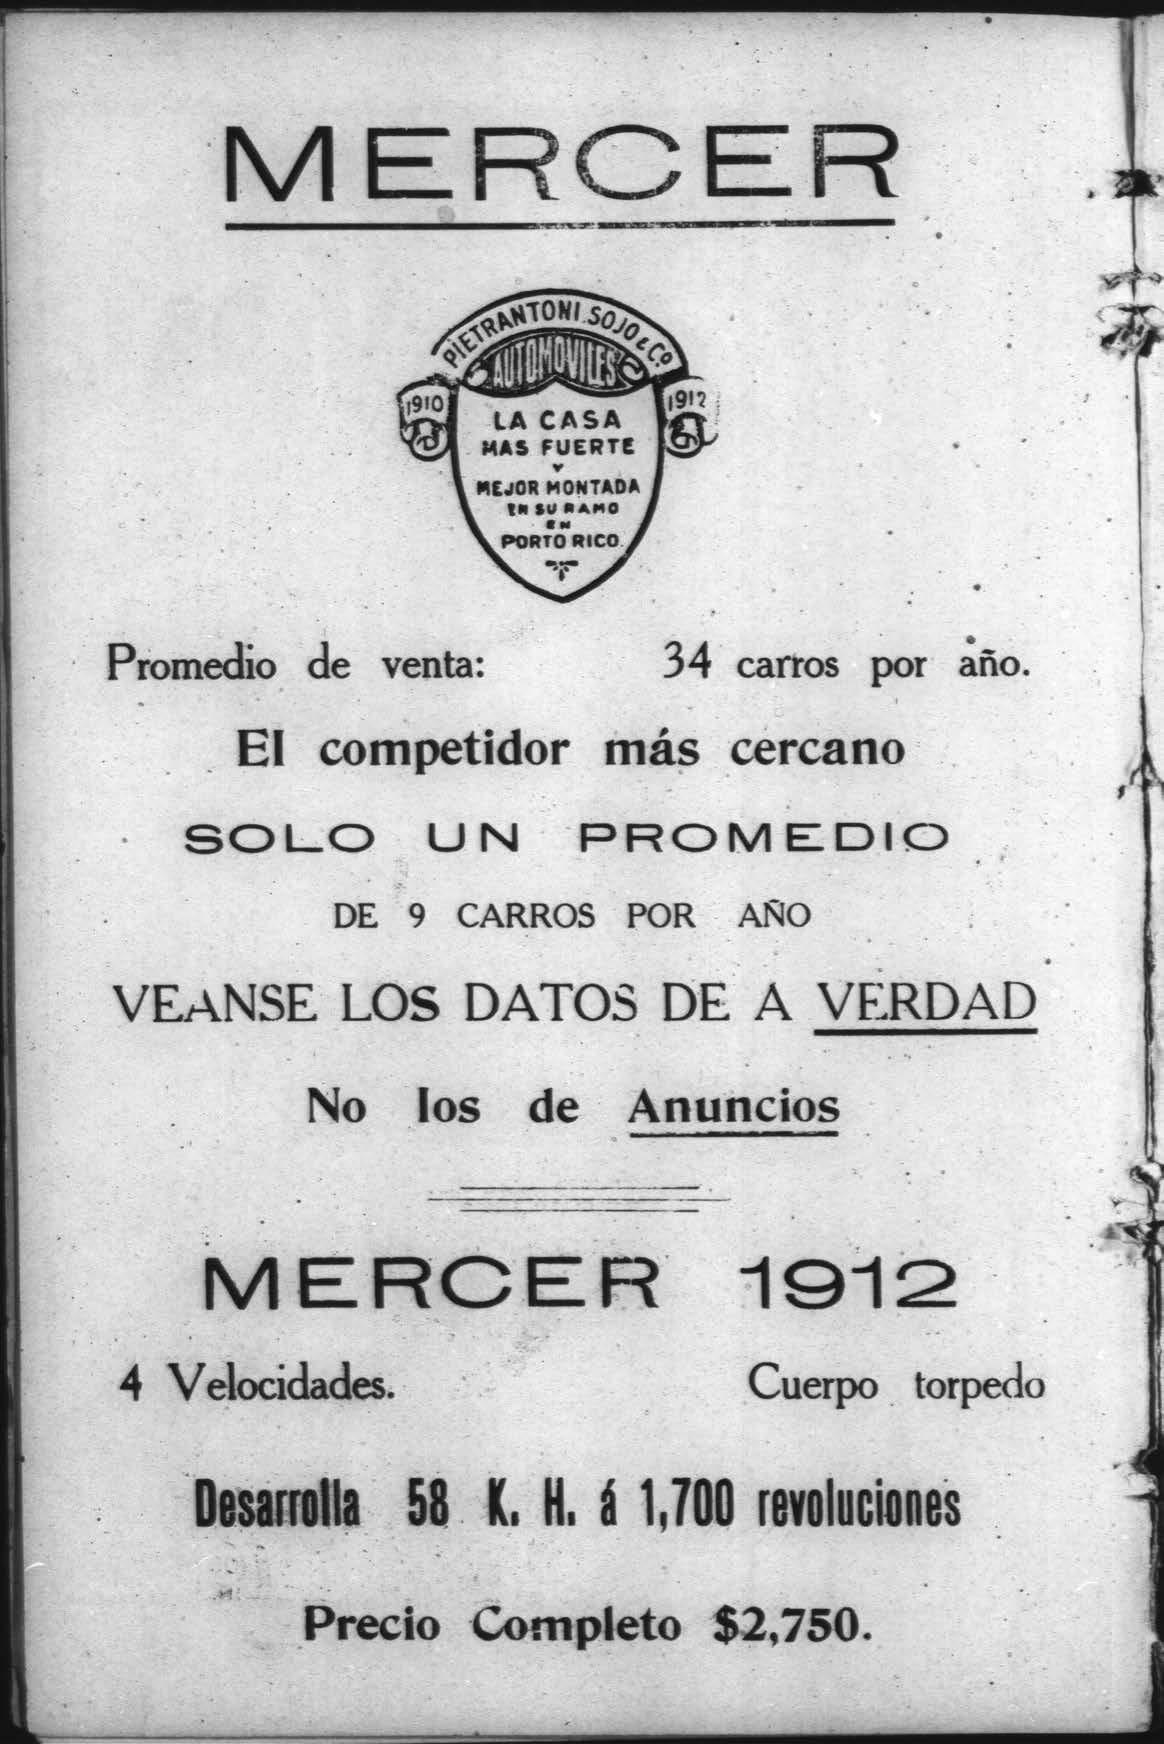 MERCER
PIETRANTONI SOJO & Co
AUTOMOVILES
1910
1912
LA CASA
MAS FUERTE
Y
MEJOR MONTADA
EN SU RAMO
EN
PORTO RICO.
Promedio de venta: 34 carros por año.
El competidor más cercano
SOLO UN PROMEDIO
DE 9 CARROS POR AÑO
VEANSE LOS DATOS DE A VERDAD
No los de Anuncios
MERCER 1912
4 Velocidades. Cuerpo torpedo
Desarrolla 58 K. H. á 1,700 revoluciones
Precio Completo $2,750.